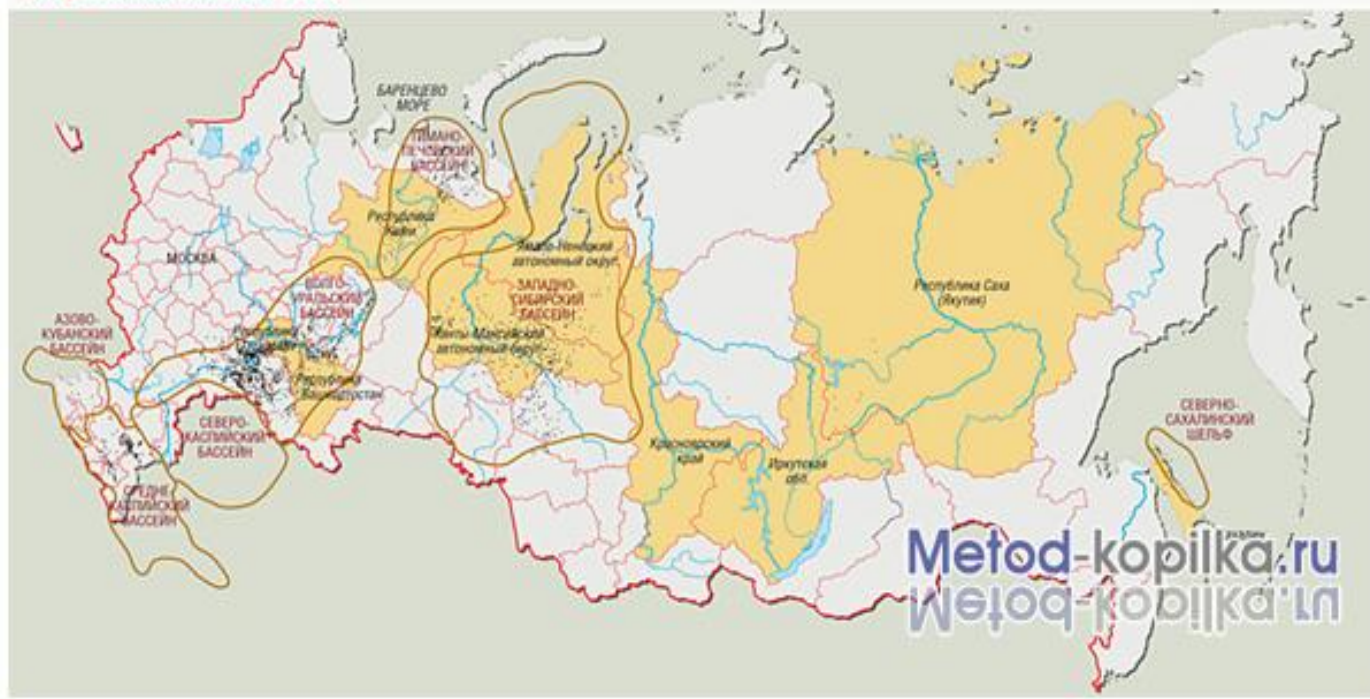 БАРЕНЦЕВО
МОРЕ
ТИМАНО-
ПЕЧОРСКИЙ
БАССЕЙН
Республика
Коми
МОСКВА
Ямало-Ненецкий
автономный округ
ЗАПАДНО-
СИБИРСКИЙ
БАССЕЙН
Ханты-Мансийский
автономный округ
ВОЛГО-
УРАЛЬСКИЙ
БАССЕЙН
Республика
Республика
Башкортостан
АЗОВО-
КУБАНСКИЙ
БАССЕЙН
СЕВЕРО-
КАСПИЙСКИЙ
БАССЕЙН
СРЕДНЕ-
КАСПИЙСКИЙ
БАССЕЙН
Республика Саха
(Якутия)
Красноярский
край
Иркутская
обл.
СЕВЕРНО-
САХАЛИНСКИЙ
ШЕЛЬФ
Metod-kopilka.ru